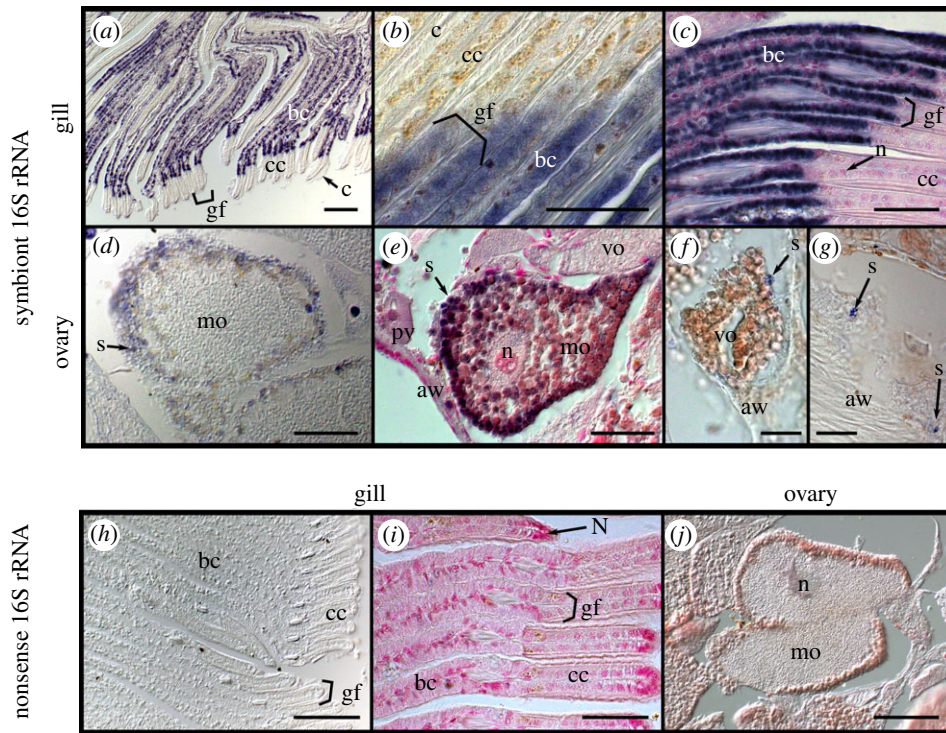 symbiont 16S rRNA
gill
(a)
bc
cc
c
gf
(b)
c
cc
gf
bc
(c)
bc
gf
n
cc
ovary
(d)
mo
s
(e)
s
vo
pv
n
mo
aw
(f)
s
vo
aw
(g)
s
s
aw
gill
ovary
nonsense 16S rRNA
(h)
bc
cc
gf
(i)
N
gf
bc
cc
(j)
n
mo